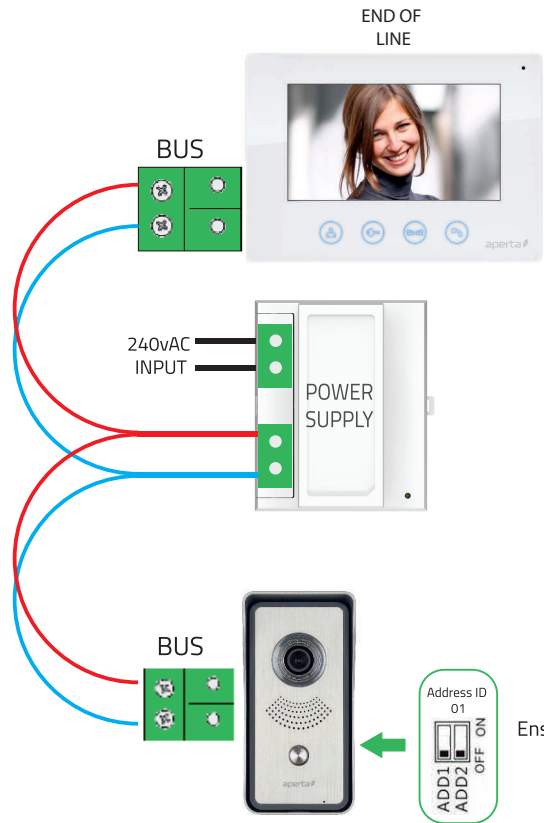 END OF
LINE
BUS
aperta
240vAC
INPUT
POWER
SUPPLY
BUS
aperta
Address ID
01
ADD1
ADD2
OFF ON
Ens